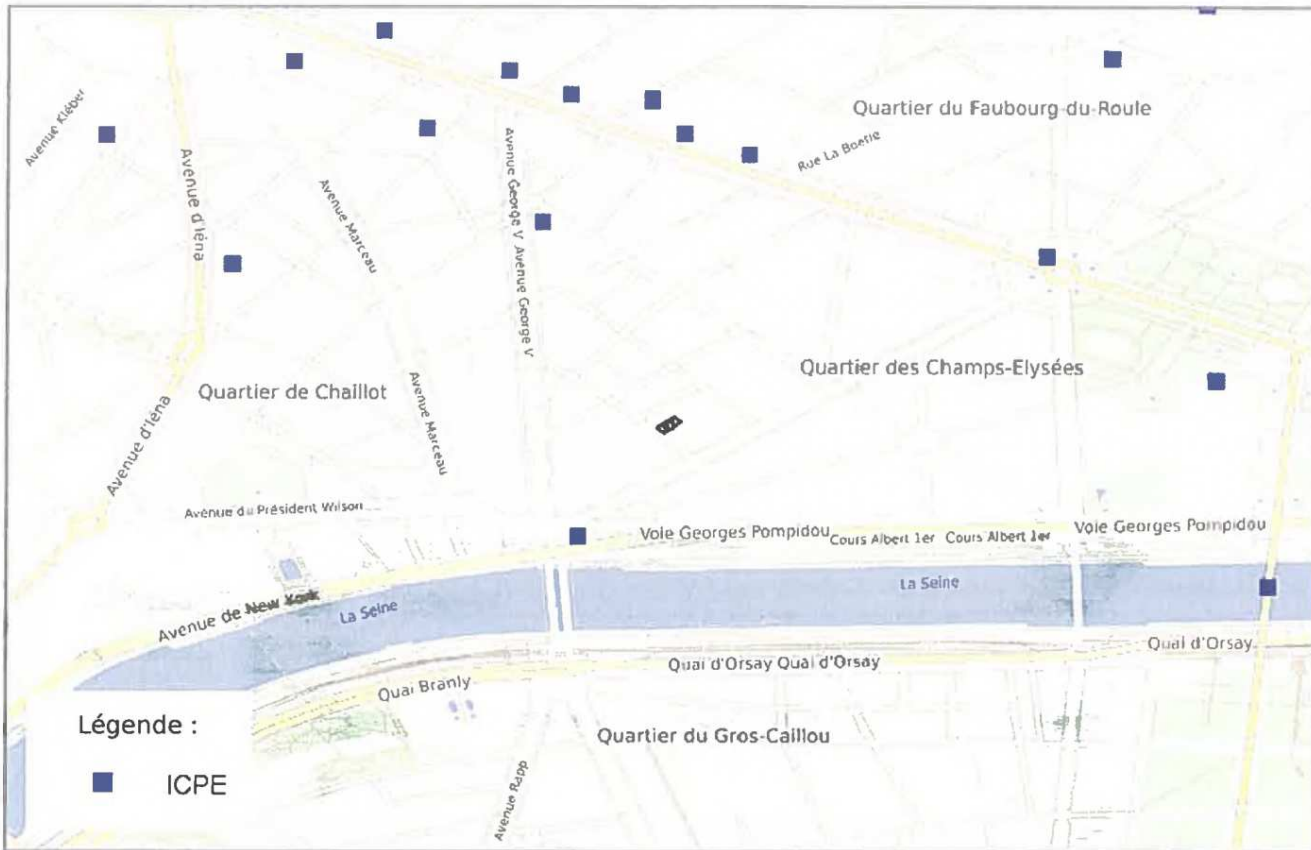 Quartier du Faubourg-du-Roule
Avenue Kléber
Rue La Boetie
Avenue d'Iéna
Avenue Marceau
Avenue George V Avenue George V
Quartier des Champs-Elysées
Quartier de Chaillot
Avenue Marceau
Avenue d'Iéna
Avenue du Président Wilson
Voie Georges Pompidou
Cours Albert 1er Cours Albert 1er
Voie Georges Pompidou
La Seine
La Seine
Avenue de New York
Quai d'Orsay
Quai d'Orsay Quai d'Orsay
Quai Branly
Légende :
Quartier du Gros-Caillou
ICPE
Avenue Rapp